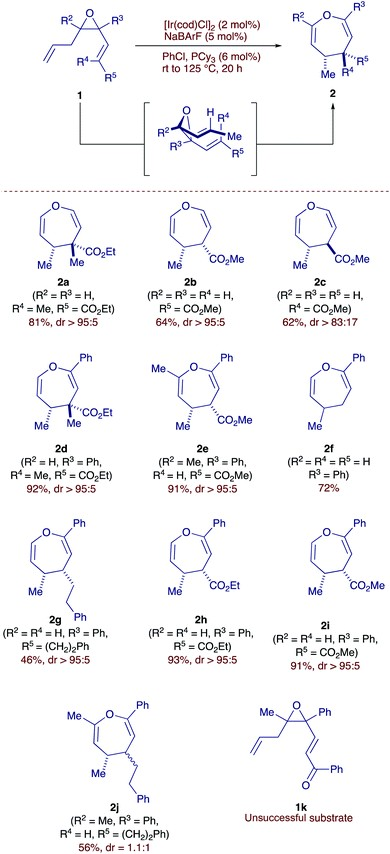 R² O R³
[Ir(cod)Cl]₂ (2 mol%)
NaBArF (5 mol%)
PhCl, PCy₃ (6 mol%)
rt to 125 °C, 20 h
R⁴
R⁵
1
R² O R³
R⁵
Me R⁴
2
O
R²
R³
R⁴
Me
R⁵
O
CO₂Et
Me Me
2a
(R² = R³ = H,
R⁴ = Me, R⁵ = CO₂Et)
81%, dr > 95:5
O
Me CO₂Me
2b
(R² = R³ = R⁴ = H,
R⁵ = CO₂Me)
64%, dr > 95:5
O
Me CO₂Me
2c
(R² = R³ = R⁵ = H,
R⁴ = CO₂Me)
62%, dr > 83:17
O Ph
CO₂Et
Me Me
2d
(R² = H, R³ = Ph,
R⁴ = Me, R⁵ = CO₂Et)
92%, dr > 95:5
Me O Ph
Me CO₂Me
2e
(R² = Me, R³ = Ph,
R⁴ = H, R⁵ = CO₂Me)
91%, dr > 95:5
O Ph
Me
2f
(R² = R⁴ = R⁵ = H
R³ = Ph)
72%
O Ph
Me
Ph
2g
(R² = R⁴ = H, R³ = Ph,
R⁵ = (CH₂)₂Ph)
46%, dr > 95:5
O Ph
Me CO₂Et
2h
(R² = R⁴ = H, R³ = Ph,
R⁵ = CO₂Et)
93%, dr > 95:5
O Ph
Me CO₂Me
2i
(R² = R⁴ = H, R³ = Ph,
R⁵ = CO₂Me)
91%, dr > 95:5
Me O Ph
Me
Ph
2j
(R² = Me, R³ = Ph,
R⁴ = H, R⁵ = (CH₂)₂Ph)
56%, dr = 1.1:1
Me O Ph
Ph
O
1k
Unsuccessful substrate